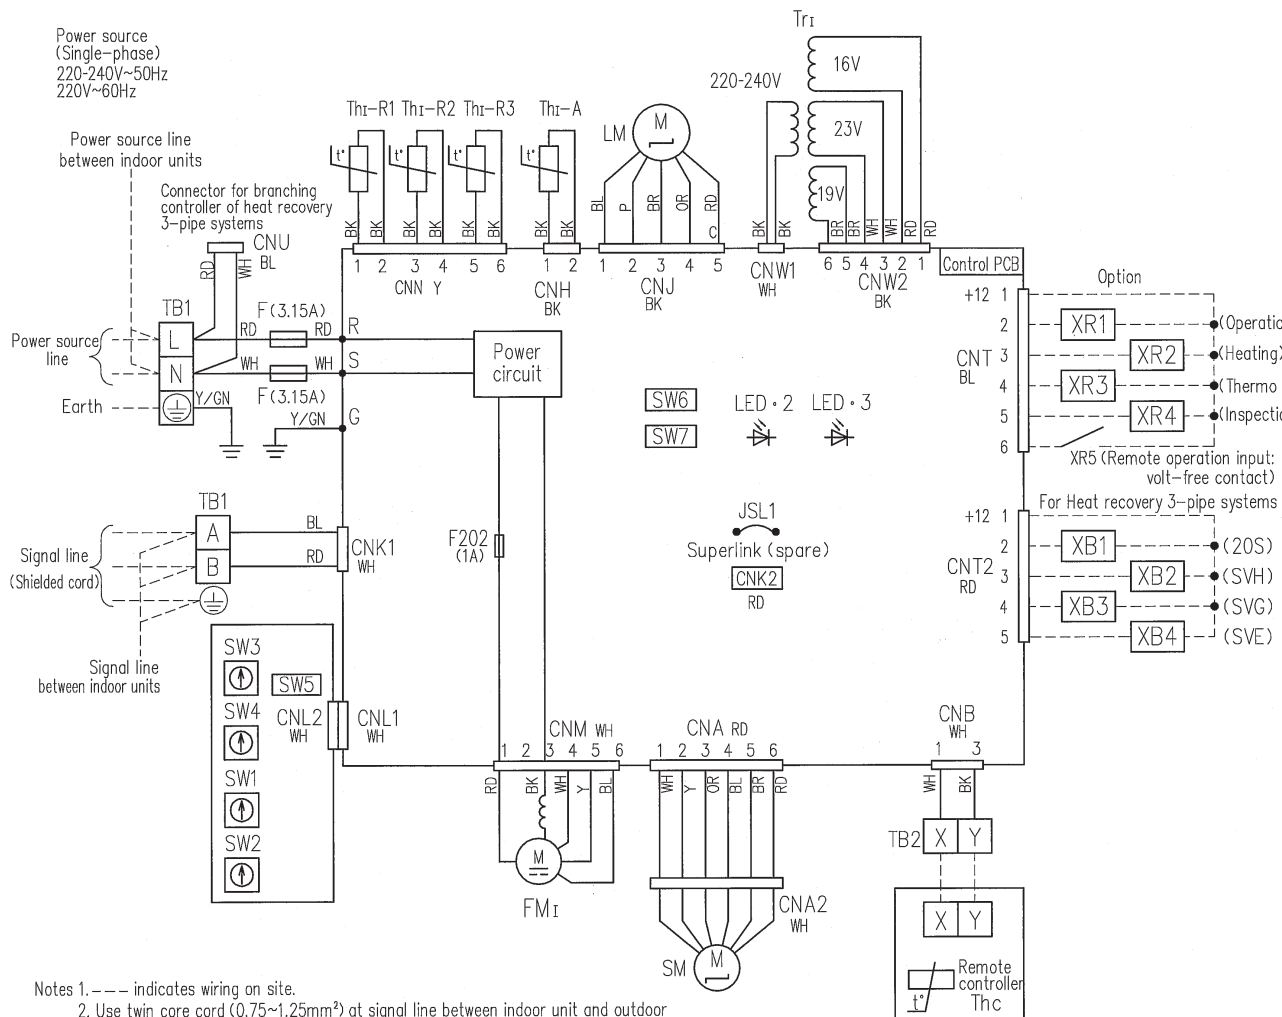 Power source
(Single-phase)
220-240V~50Hz
220V~60Hz
Power source line
between indoor units
Connector for branching
controller of heat recovery
3-pipe systems
CNU
BL
RD
WH
TB1
L
N
Power source
line
Earth
RD
F(3.15A)
RD
R
WH
WH
S
F(3.15A)
Y/GN
Y/GN
G
ThI-R1 ThI-R2 ThI-R3
t° t° t°
BK BK BK BK BK BK
1 2 3 4 5 6
CNN Y
ThI-A
t°
BK BK
1 2
CNH
BK
LM
M
BL P BR OR RD
C
1 2 3 4 5
CNJ
BK
TrI
220-240V
16V
23V
19V
BK BK
CNW1
WH
BR BR WH WH RD RD
6 5 4 3 2 1
CNW2
BK
Control PCB
Power
circuit
SW6
SW7
LED・2 LED・3
JSL1
Superlink (spare)
CNK2
RD
F202
(1A)
Option
+12 1
2 XR1 (Operatio
3 XR2 (Heating)
4 XR3 (Thermo
5 XR4 (Inspectio
6
CNT
BL
XR5 (Remote operation input:
volt-free contact)
For Heat recovery 3-pipe systems
+12 1
2 XB1 (20S)
3 XB2 (SVH)
4 XB3 (SVG)
5 XB4 (SVE)
CNT2
RD
TB1
A
B
BL
RD
CNK1
WH
Signal line
(Shielded cord)
Signal line
between indoor units
SW3
SW5
SW4
SW1
SW2
CNL2
WH
CNL1
WH
CNM WH
1 2 3 4 5 6
RD BK WH Y BL
M
FMI
CNA RD
1 2 3 4 5 6
WH Y OR BL BR RD
CNA2
WH
SM
M
CNB
WH
1 3
WH BK
TB2
X Y
X Y
Remote
controller
t°
Thc
Notes 1. --- indicates wiring on site.
2. Use twin core cord (0.75~1.25mm²) at signal line between indoor unit and outdoor